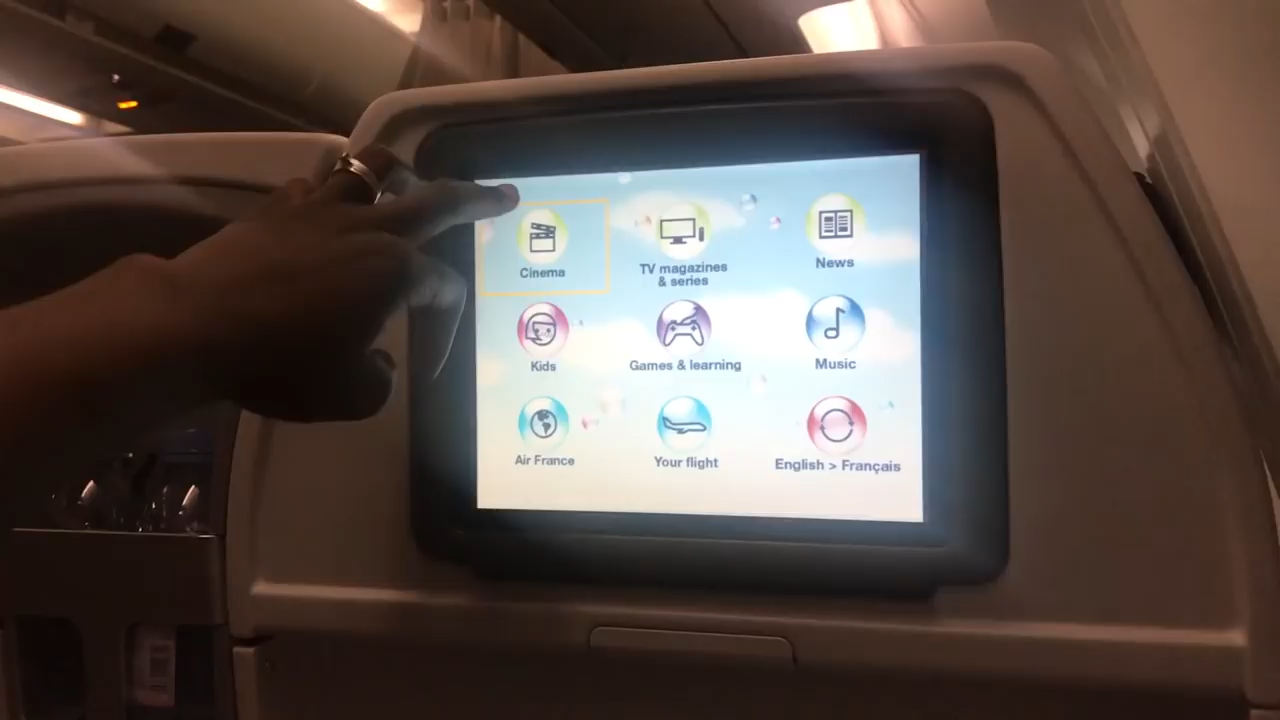 Cinema
TV magazines
& series
News
Kids
Games & learning
Music
Air France
Your flight
English > Français